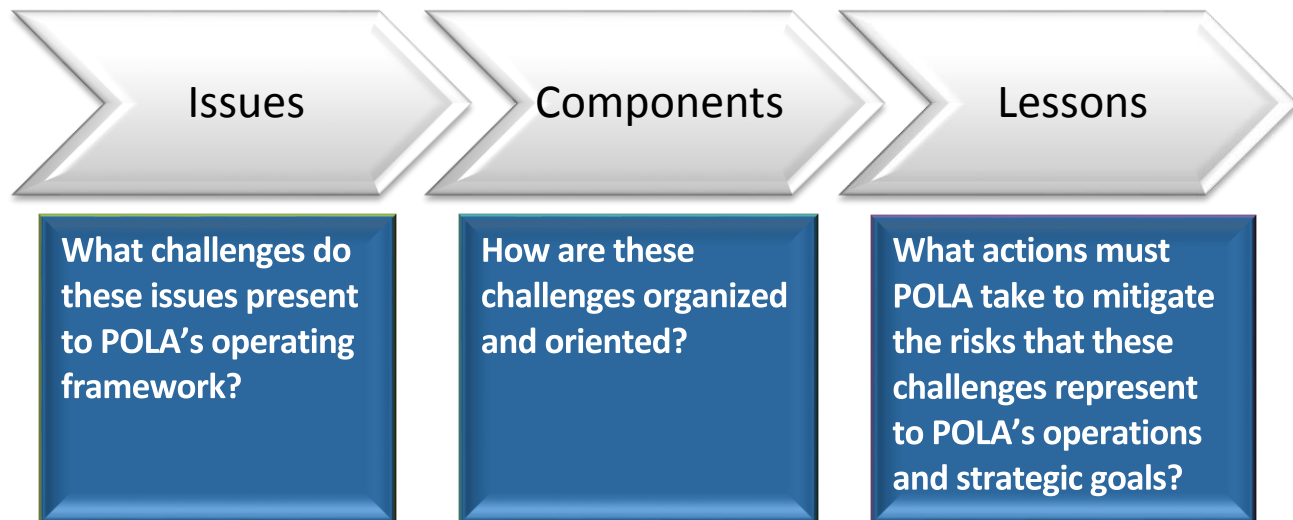 Issues
Components
Lessons
What challenges do
these issues present
to POLA’s operating
framework?
How are these
challenges organized
and oriented?
What actions must
POLA take to mitigate
the risks that these
challenges represent
to POLA’s operations
and strategic goals?